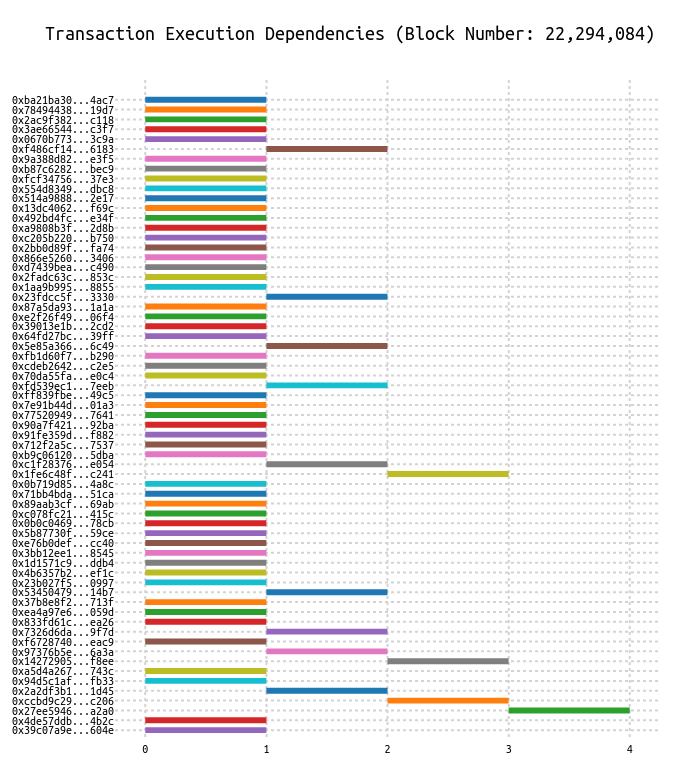 Transaction Execution Dependencies (Block Number: 22,294,084)
0xba21ba30...4ac7
0x78494438...19d7
0x2ac9f382...c118
0x3ae66544...c3f7
0x0670b773...3c9a
0xf486cf14...6183
0x9a388d82...e3f5
0xb87c6282...bec9
0xfcf34756...37e3
0x554d8349...dbc8
0x514a9888...2e17
0x13dc4062...f69c
0x492bd4fc...e34f
0xa9808b3f...2d8b
0xc205b220...b750
0x2bb0d89f...fa74
0x866e5260...3406
0xd7439bea...c490
0x2fadc63c...853c
0x1aa9b995...8855
0x23fdcc5f...3330
0x87a5da93...1a1a
0xe2f26f49...06f4
0x39013e1b...2cd2
0x64fd27bc...39ff
0x5e85a366...6c49
0xfb1d60f7...b290
0xcdeb2642...c2e5
0x70da55fa...e0c4
0xfd539ec1...7eeb
0xff839fbe...49c5
0x7e91b44d...01a3
0x77520949...7641
0x90a7f421...92ba
0x91fe359d...f882
0x712f2a5c...7537
0xb9c06120...5dba
0xc1f28376...e054
0x1fe6c48f...c241
0x0b719d85...4a8c
0x71bb4bda...51ca
0x89aab3cf...69ab
0xc078fc21...415c
0x0b0c0469...78cb
0x5b87730f...59ce
0xe76b0def...cc40
0x3bb12ee1...8545
0x1d1571c9...ddb4
0x4b6357b2...ef1c
0x23b027f5...0997
0x53450479...14b7
0x37b8e8f2...713f
0xea4a97e6...059d
0x833fd61c...ea26
0x7326d6da...9f7d
0xf6728740...eac9
0x97376b5e...6a3a
0x14272905...f8ee
0xa5d4a267...743c
0x94d5c1af...fb33
0x2a2df3b1...1d45
0xccbd9c29...c206
0x27ee5946...a2a0
0x4de57ddb...4b2c
0x39c07a9e...604e
0 1 2 3 4